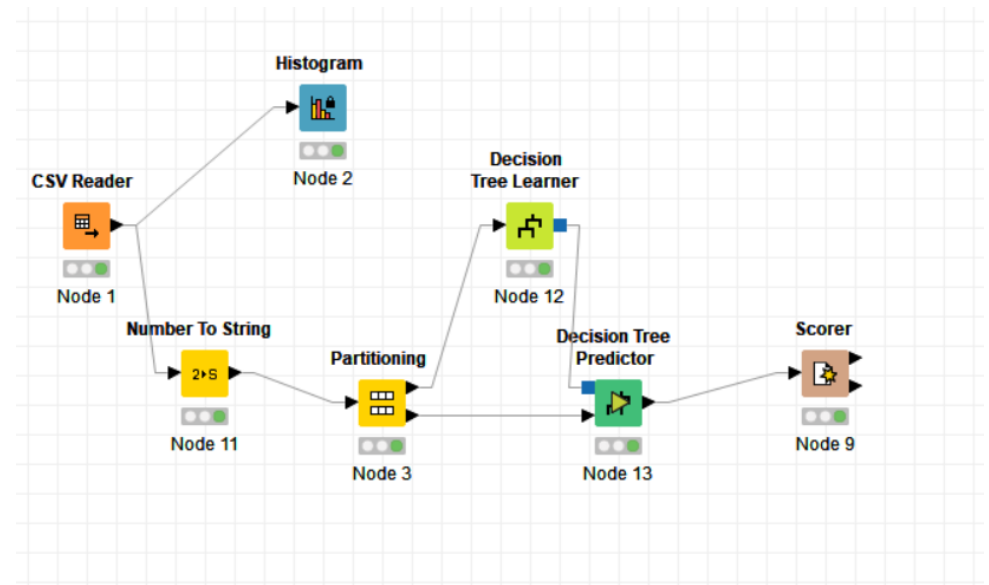 Histogram
Node 2
CSV Reader
Node 1
Decision
Tree Learner
Node 12
Number To String
2▸S
Node 11
Partitioning
Node 3
Decision Tree
Predictor
Node 13
Scorer
Node 9